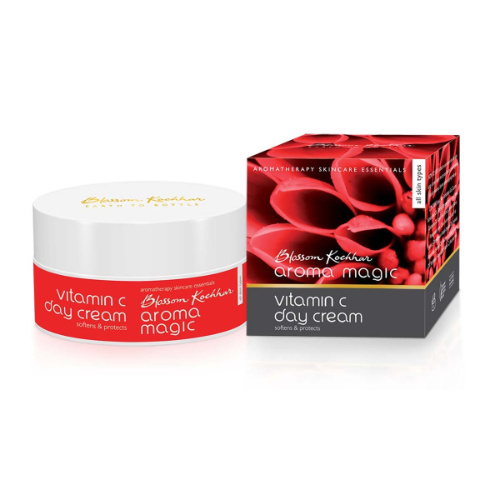 Blossom Kochhar
EARTH TO BOTTLE
aromatherapy skincare essentials
vitamin c
day cream
softens & protects
Blossom Kochhar
aroma
magic
AROMATHERAPY SKINCARE ESSENTIALS
all skin types
Blossom Kochhar
aroma magic
vitamin c
day cream
softens & protects